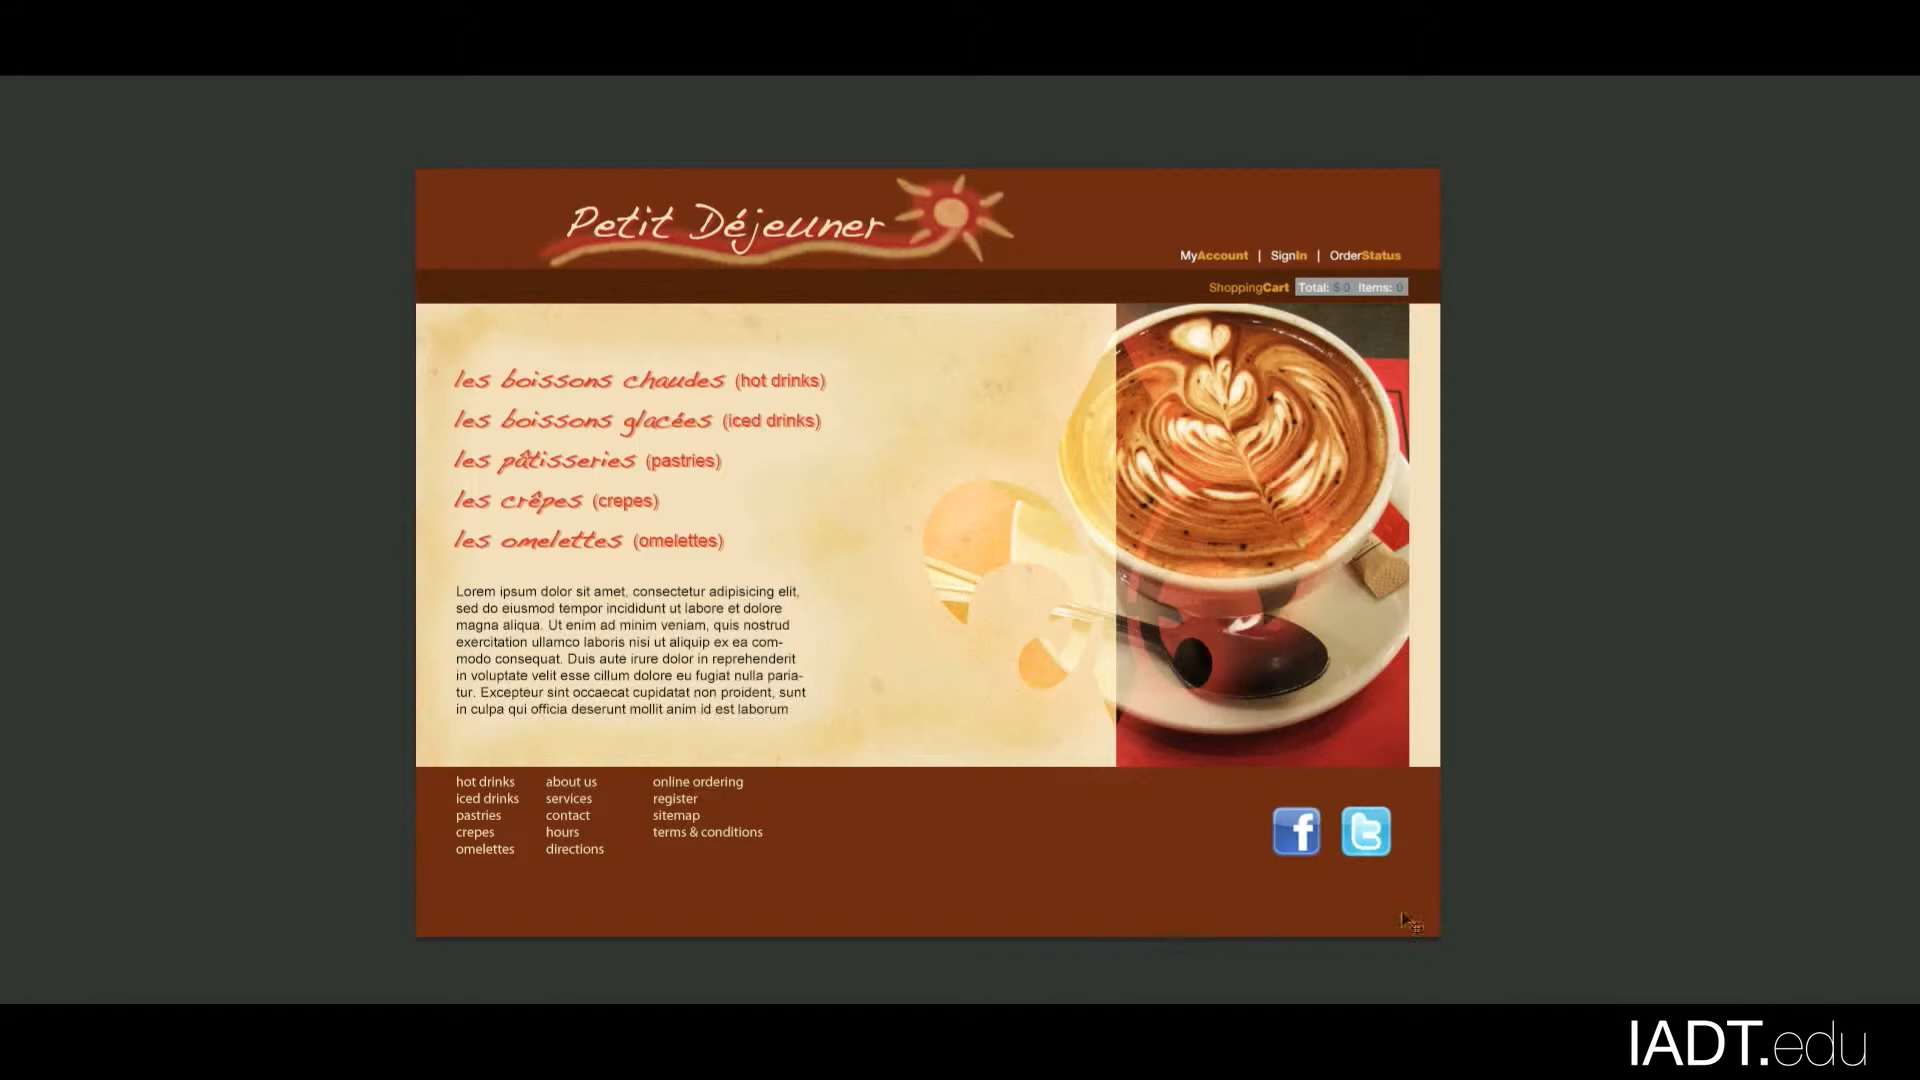 Petit Déjeuner
MyAccount | SignIn | OrderStatus
ShoppingCart Total: $ 0 Items: 0
les boissons chaudes (hot drinks)
les boissons glacées (iced drinks)
les pâtisseries (pastries)
les crêpes (crepes)
les omelettes (omelettes)
Lorem ipsum dolor sit amet, consectetur adipisicing elit,
sed do eiusmod tempor incididunt ut labore et dolore
magna aliqua. Ut enim ad minim veniam, quis nostrud
exercitation ullamco laboris nisi ut aliquip ex ea com-
modo consequat. Duis aute irure dolor in reprehenderit
in voluptate velit esse cillum dolore eu fugiat nulla paria-
tur. Excepteur sint occaecat cupidatat non proident, sunt
in culpa qui officia deserunt mollit anim id est laborum
hot drinks
iced drinks
pastries
crepes
omelettes
about us
services
contact
hours
directions
online ordering
register
sitemap
terms & conditions
f
t
IADT.edu